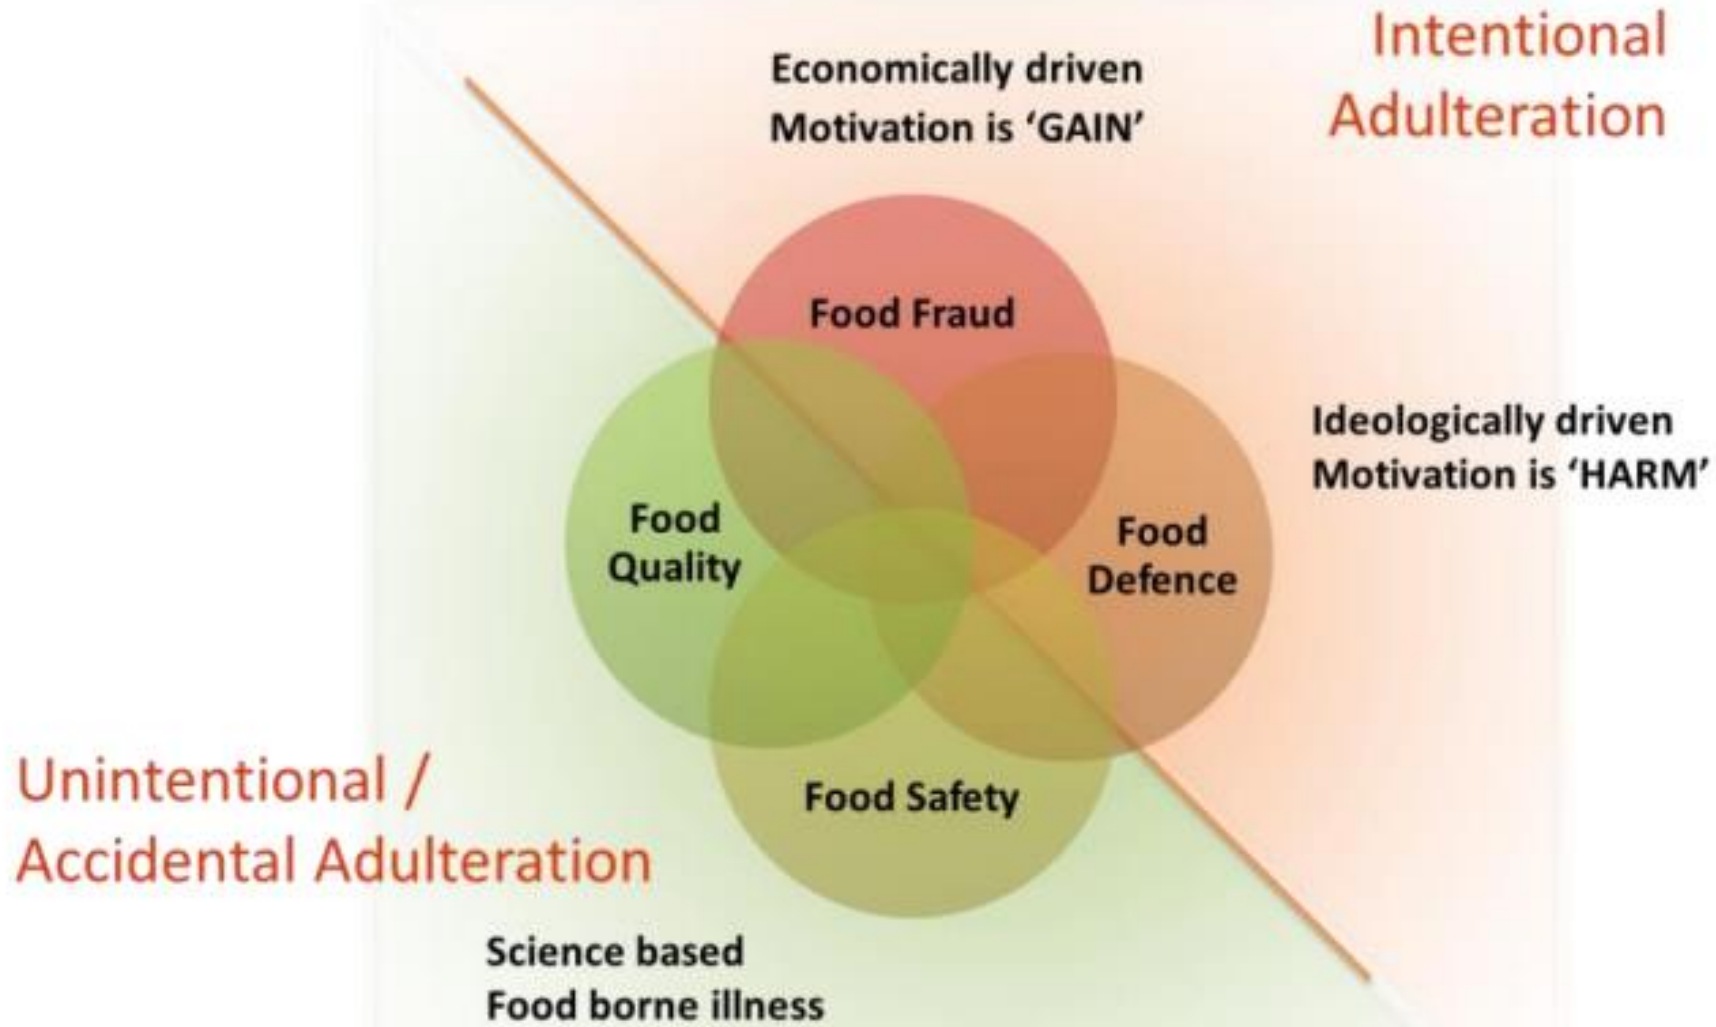 Intentional
Adulteration
Economically driven
Motivation is ‘GAIN’
Food Fraud
Ideologically driven
Motivation is ‘HARM’
Food
Quality
Food
Defence
Food Safety
Unintentional /
Accidental Adulteration
Science based
Food borne illness